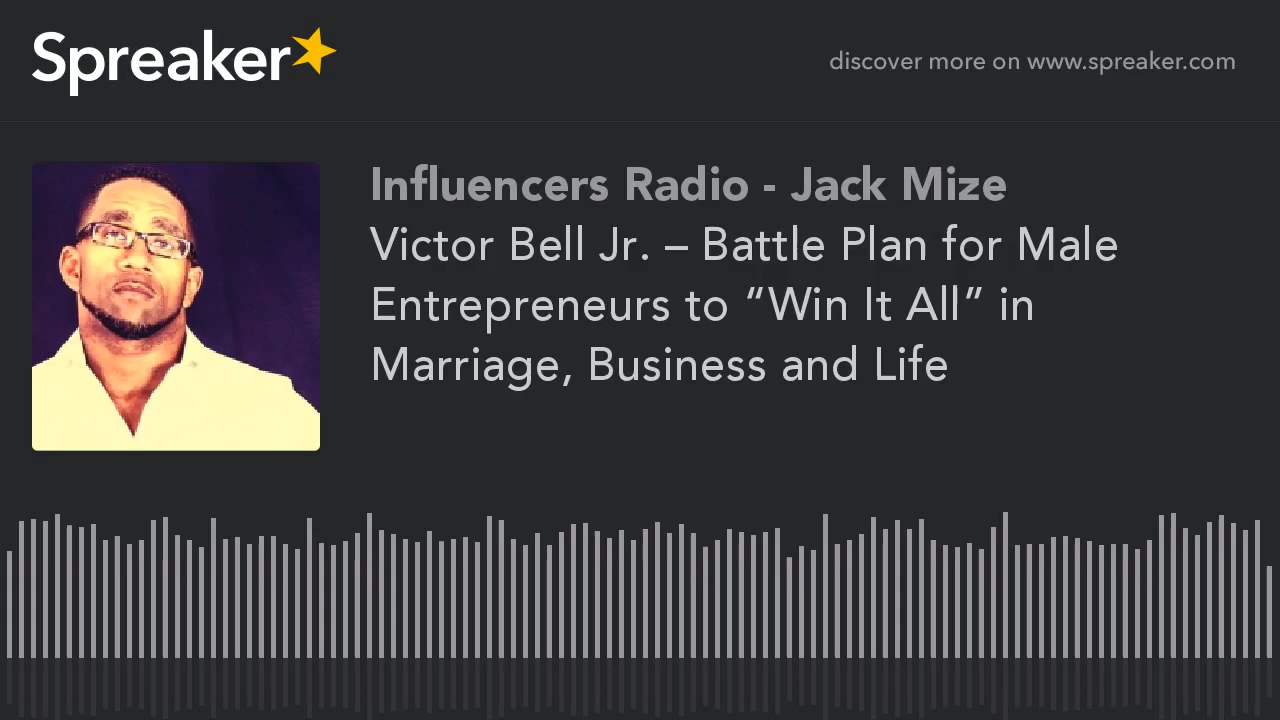 Spreaker
discover more on www.spreaker.com
Influencers Radio - Jack Mize
Victor Bell Jr. – Battle Plan for Male
Entrepreneurs to “Win It All” in
Marriage, Business and Life